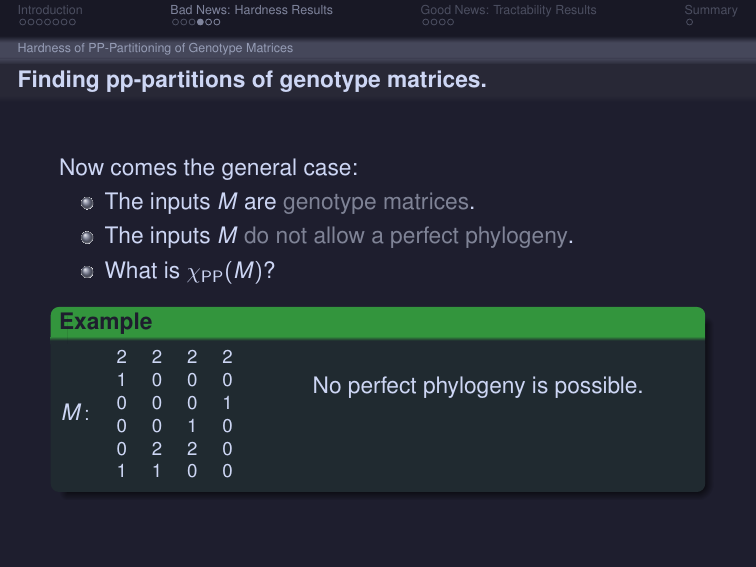 Introduction Bad News: Hardness Results Good News: Tractability Results Summary
Hardness of PP-Partitioning of Genotype Matrices
Finding pp-partitions of genotype matrices.
Now comes the general case:
The inputs M are genotype matrices.
The inputs M do not allow a perfect phylogeny.
What is χPP(M)?
Example
2 2 2 2
1 0 0 0
0 0 0 1
M:
0 0 1 0
0 2 2 0
1 1 0 0
No perfect phylogeny is possible.